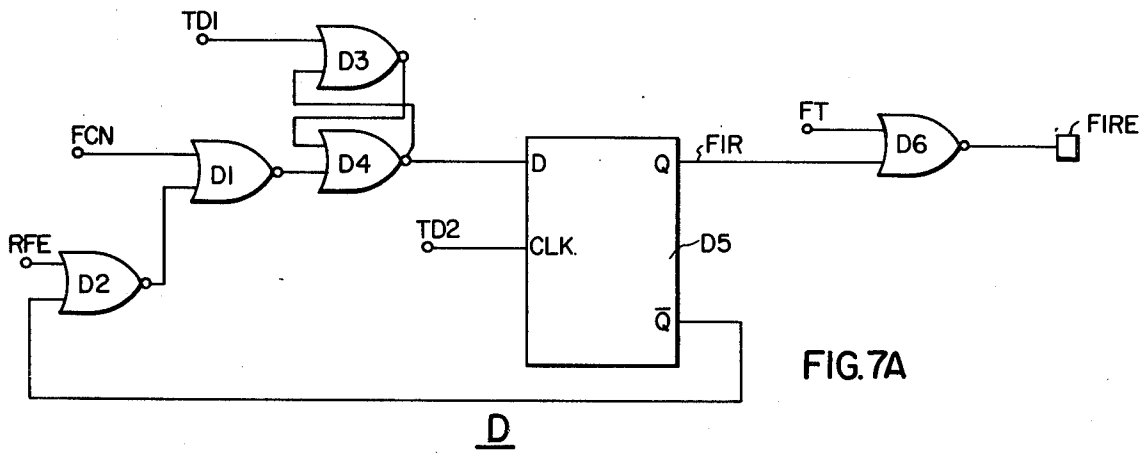 TD1
D3
FCN
D1
D4
FT
D6
FIRE
D
Q
FIR
TD2
CLK.
D5
RFE
D2
Q̅
FIG. 7A
D